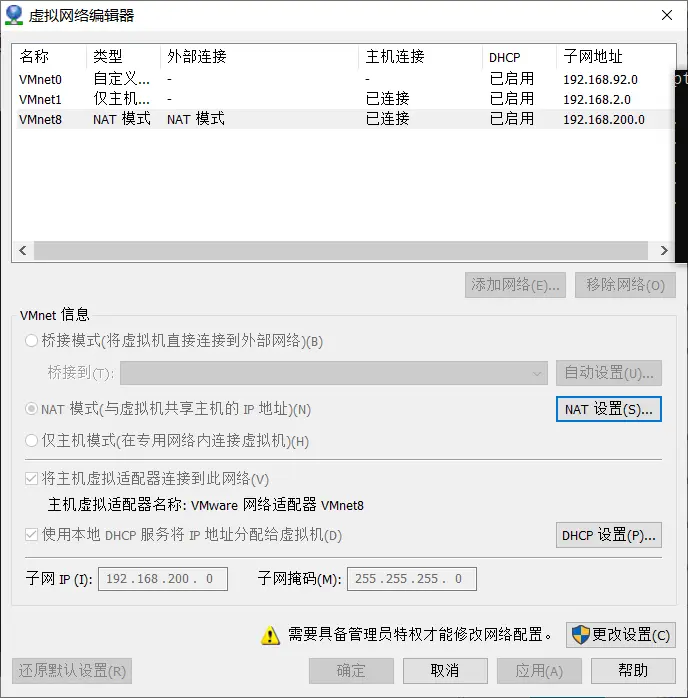 虚拟网络编辑器
名称 类型 外部连接 主机连接 DHCP 子网地址
VMnet0 自定义... - - 已启用 192.168.92.0
VMnet1 仅主机... - 已连接 已启用 192.168.2.0
VMnet8 NAT 模式 NAT 模式 已连接 已启用 192.168.200.0
添加网络(E)... 移除网络(O)
VMnet 信息
桥接模式(将虚拟机直接连接到外部网络)(B)
桥接到(T): 自动设置(U)...
NAT 模式(与虚拟机共享主机的 IP 地址)(N) NAT 设置(S)...
仅主机模式(在专用网络内连接虚拟机)(H)
将主机虚拟适配器连接到此网络(V)
主机虚拟适配器名称: VMware 网络适配器 VMnet8
使用本地 DHCP 服务将 IP 地址分配给虚拟机(D) DHCP 设置(P)...
子网 IP (I): 192 . 168 . 200 . 0 子网掩码(M): 255 . 255 . 255 . 0
需要具备管理员特权才能修改网络配置。 更改设置(C)
还原默认设置(R) 确定 取消 应用(A) 帮助